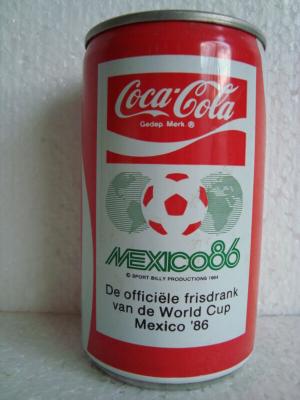 Coca-Cola
Gedep. Merk ®
MEXICO86
© SPORT BILLY PRODUCTIONS 1984
De officiële frisdrank
van de World Cup
Mexico '86